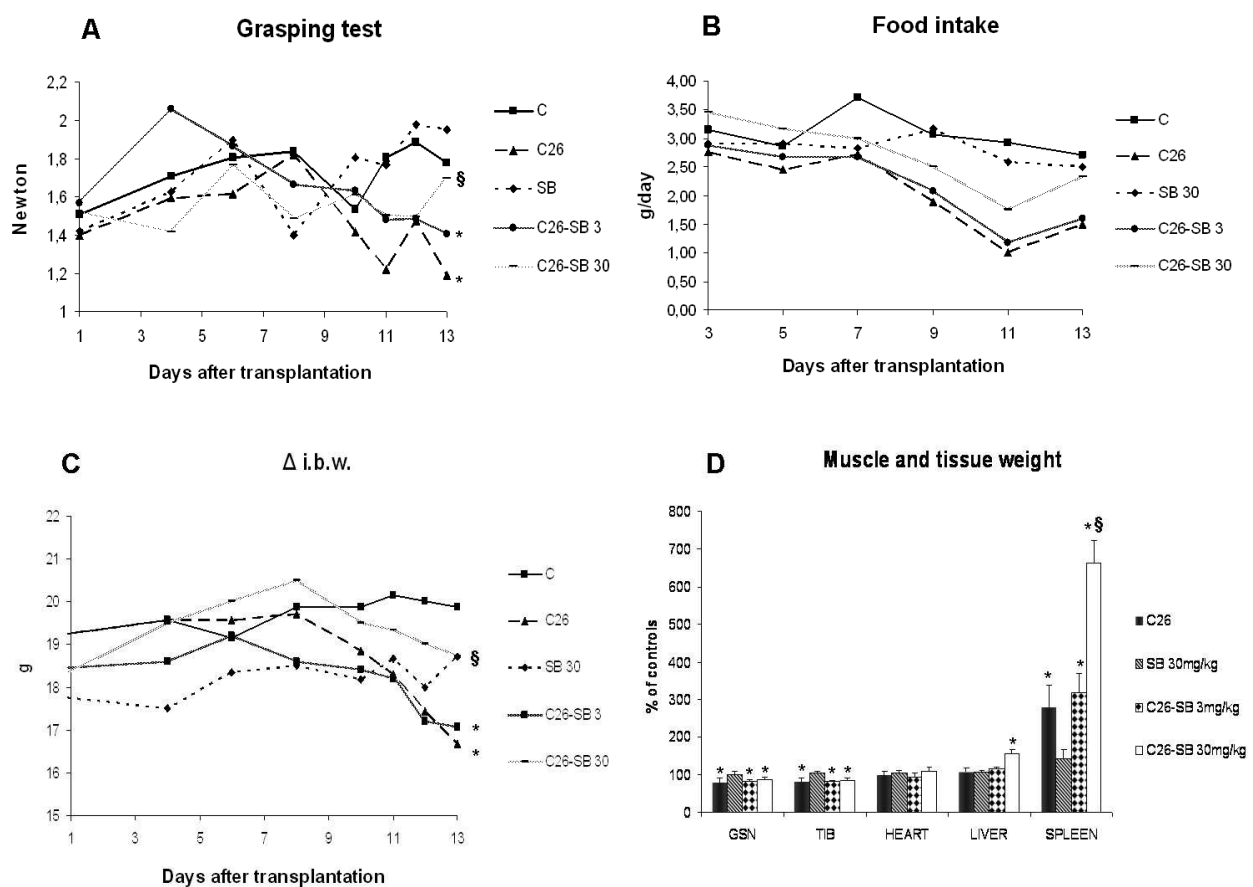 A
Grasping test
2,2
2
1,8
1,6
1,4
1,2
1
Newton
1 3 5 7 9 11 13
Days after transplantation
§
*
*
C
C26
SB
C26-SB 3
C26-SB 30
B
Food intake
4,00
3,50
3,00
2,50
2,00
1,50
1,00
0,50
0,00
g/day
3 5 7 9 11 13
Days after transplantation
C
C26
SB 30
C26-SB 3
C26-SB 30
C
Δ i.b.w.
22
21
20
19
18
17
16
15
g
1 3 5 7 9 11 13
Days after transplantation
§
*
*
C
C26
SB 30
C26-SB 3
C26-SB 30
D
Muscle and tissue weight
800
700
600
500
400
300
200
100
0
% of controls
* * *
* * *
*
* * *§
GSN TIB HEART LIVER SPLEEN
C26
SB 30mg/kg
C26-SB 3mg/kg
C26-SB 30mg/kg